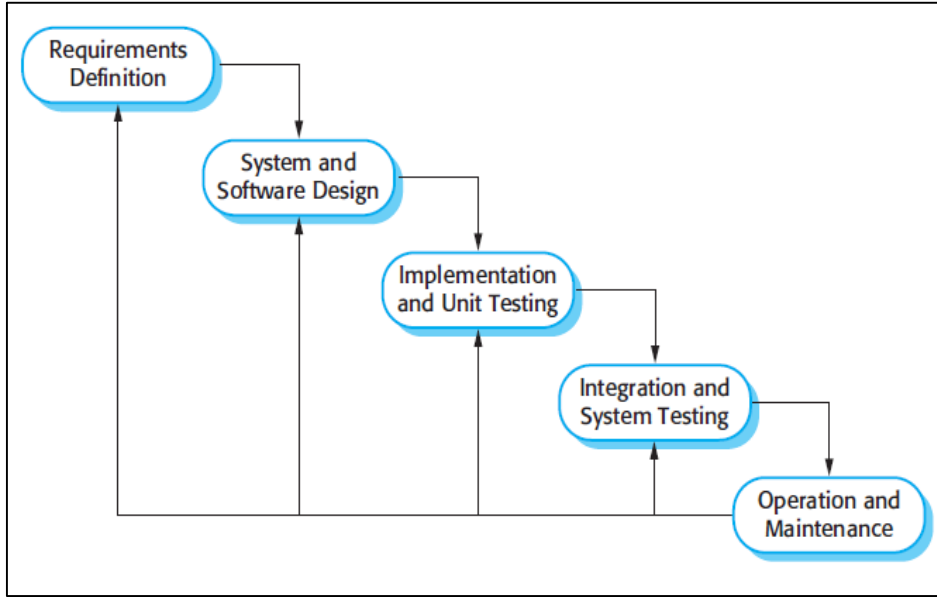 Requirements
Definition
System and
Software Design
Implementation
and Unit Testing
Integration and
System Testing
Operation and
Maintenance